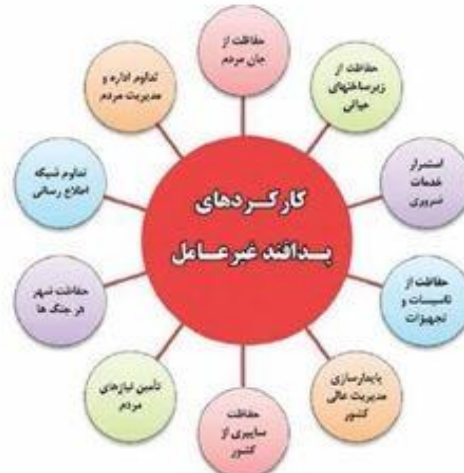 کارکردهای
پدافند غیرعامل
حفاظت از
جان مردم
حفاظت از
زیرساختهای
حیاتی
استمرار
خدمات
ضروری
حفاظت از
تاسیسات و
تجهیزات
پایدارسازی
مدیریت عالی
کشور
حفاظت
سایبری از
کشور
تأمین نیازهای
مردم
حفاظت شهر
در جنگ ها
تداوم شبکه
اطلاع رسانی
تداوم اداره و
مدیریت مردم